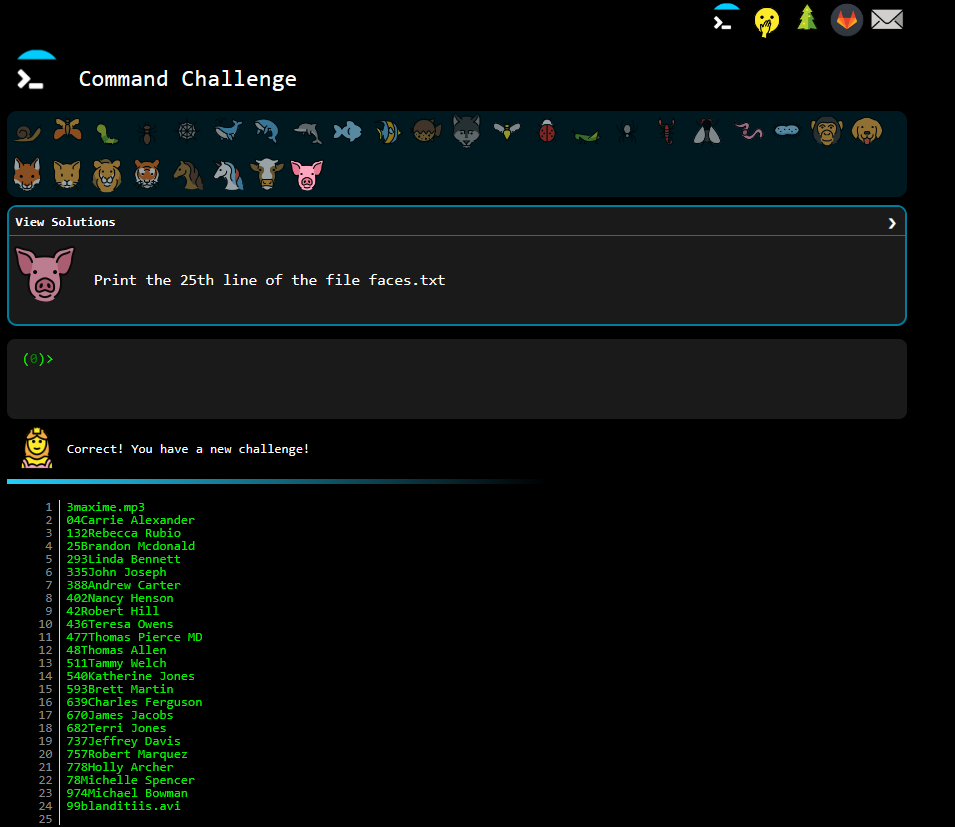 Command Challenge
View Solutions
Print the 25th line of the file faces.txt
(0)>
Correct! You have a new challenge!
1 3maxime.mp3
2 04Carrie Alexander
3 132Rebecca Rubio
4 25Brandon Mcdonald
5 293Linda Bennett
6 335John Joseph
7 388Andrew Carter
8 402Nancy Henson
9 42Robert Hill
10 436Teresa Owens
11 477Thomas Pierce MD
12 48Thomas Allen
13 511Tammy Welch
14 540Katherine Jones
15 593Brett Martin
16 639Charles Ferguson
17 670James Jacobs
18 682Terri Jones
19 737Jeffrey Davis
20 757Robert Marquez
21 778Holly Archer
22 78Michelle Spencer
23 974Michael Bowman
24 99blanditiis.avi
25